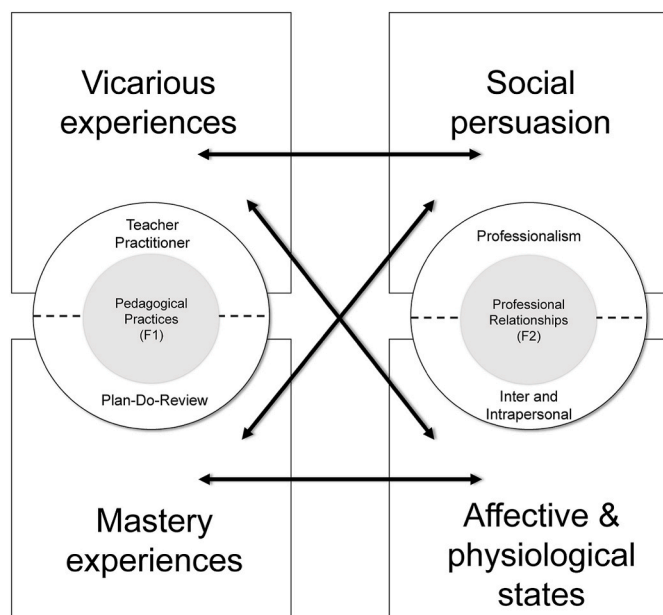 Vicarious
experiences
Social
persuasion
Teacher
Practitioner
Pedagogical
Practices
(F1)
Plan-Do-Review
Professionalism
Professional
Relationships
(F2)
Inter and
Intrapersonal
Mastery
experiences
Affective &
physiological
states